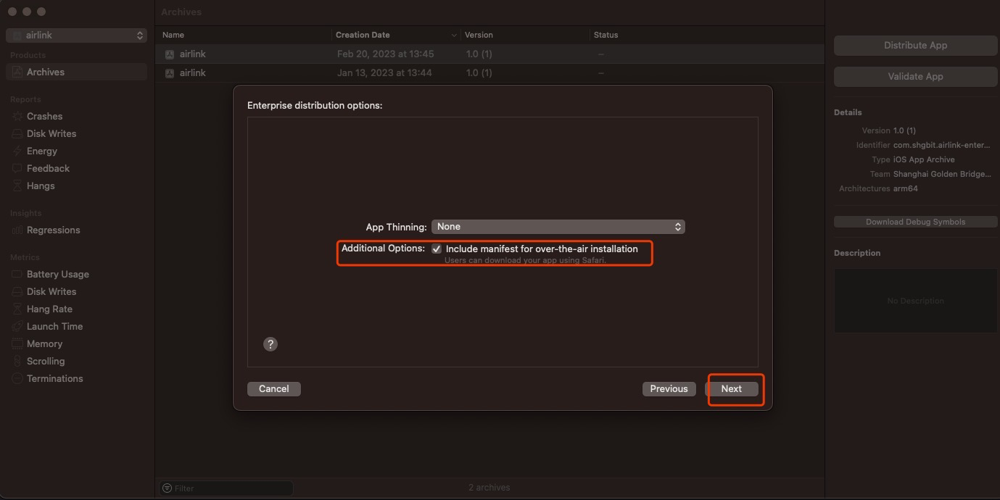 Archives
airlink
Name Creation Date Version Status
Products
airlink Feb 20, 2023 at 13:45 1.0 (1) --
Archives
airlink Jan 13, 2023 at 13:44 1.0 (1) --
Reports
Crashes
Disk Writes
Energy
Feedback
Hangs
Insights
Regressions
Metrics
Battery Usage
Disk Writes
Hang Rate
Launch Time
Memory
Scrolling
Terminations
Enterprise distribution options:
App Thinning: None
Additional Options: Include manifest for over-the-air installation
Users can download your app using Safari.
?
Cancel Previous Next
Filter 2 archives
Distribute App
Validate App
Details
Version 1.0 (1)
Identifier com.shgbit.airlink-enter...
Type iOS App Archive
Team Shanghai Golden Bridge...
Architectures arm64
Download Debug Symbols
Description
No Description